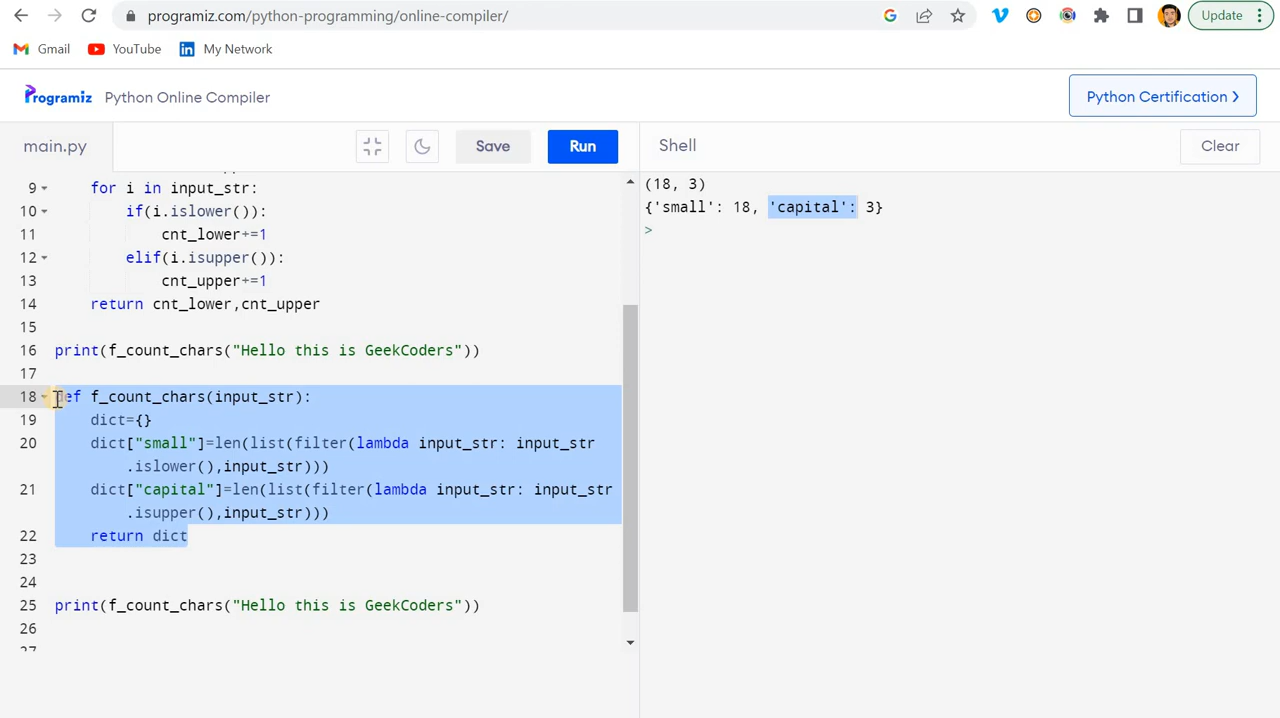 programiz.com/python-programming/online-compiler/
Update
Gmail YouTube My Network
Programiz Python Online Compiler
Python Certification
main.py Save Run Shell Clear
9 for i in input_str:
10 if(i.islower()):
11 cnt_lower+=1
12 elif(i.isupper()):
13 cnt_upper+=1
14 return cnt_lower,cnt_upper
15
16 print(f_count_chars("Hello this is GeekCoders"))
17
18 def f_count_chars(input_str):
19 dict={}
20 dict["small"]=len(list(filter(lambda input_str: input_str
.islower(),input_str)))
21 dict["capital"]=len(list(filter(lambda input_str: input_str
.isupper(),input_str)))
22 return dict
23
24
25 print(f_count_chars("Hello this is GeekCoders"))
26
27
(18, 3)
{'small': 18, 'capital': 3}
>